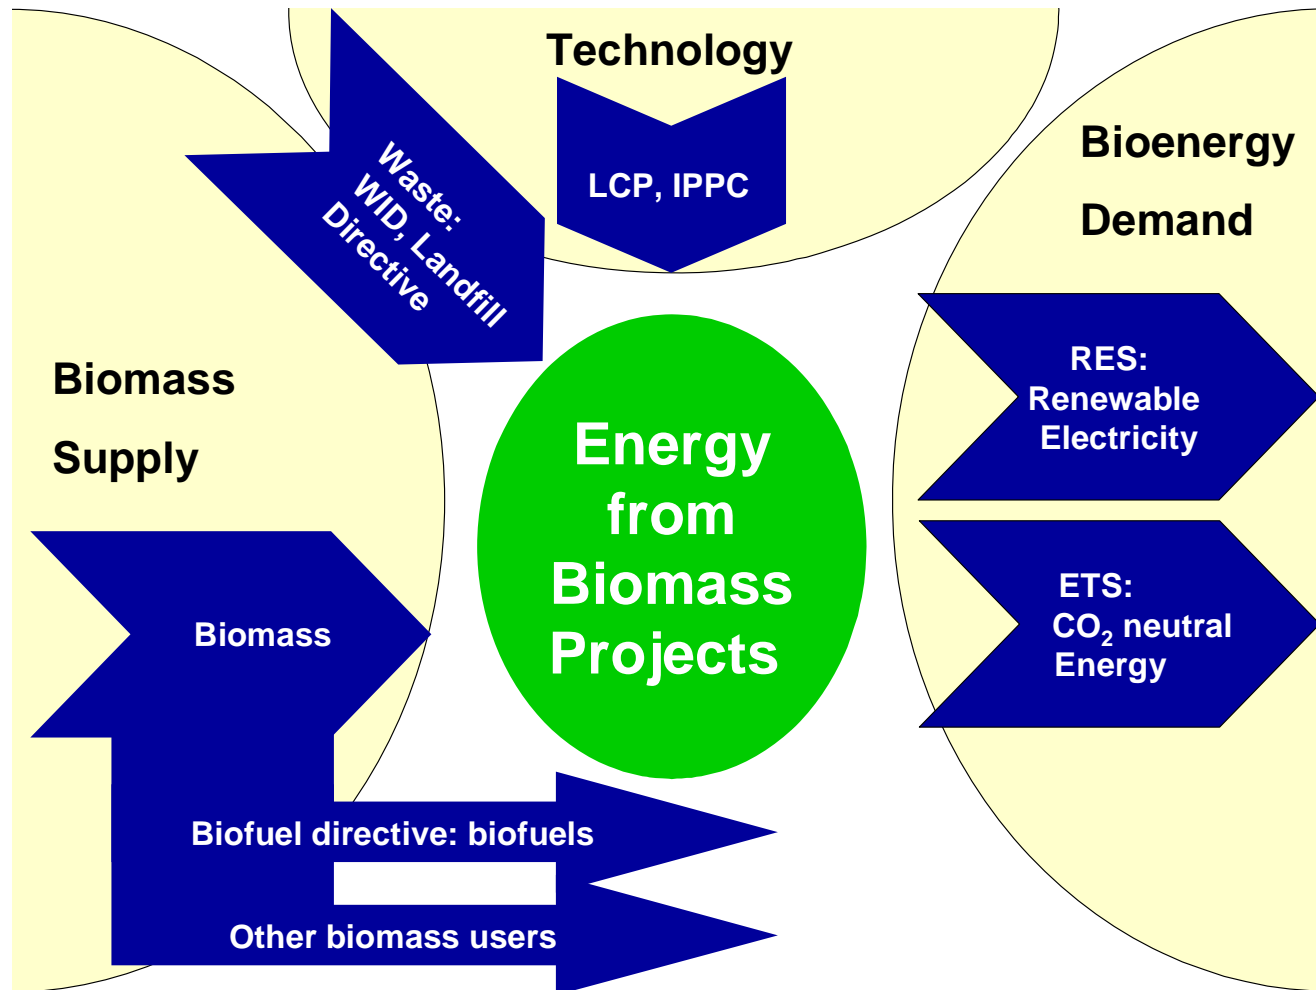 Technology
LCP, IPPC
Waste:
WID, Landfill
Directive
Bioenergy
Demand
RES:
Renewable
Electricity
ETS:
CO₂ neutral
Energy
Biomass
Supply
Energy
from
Biomass
Projects
Biomass
Biofuel directive: biofuels
Other biomass users